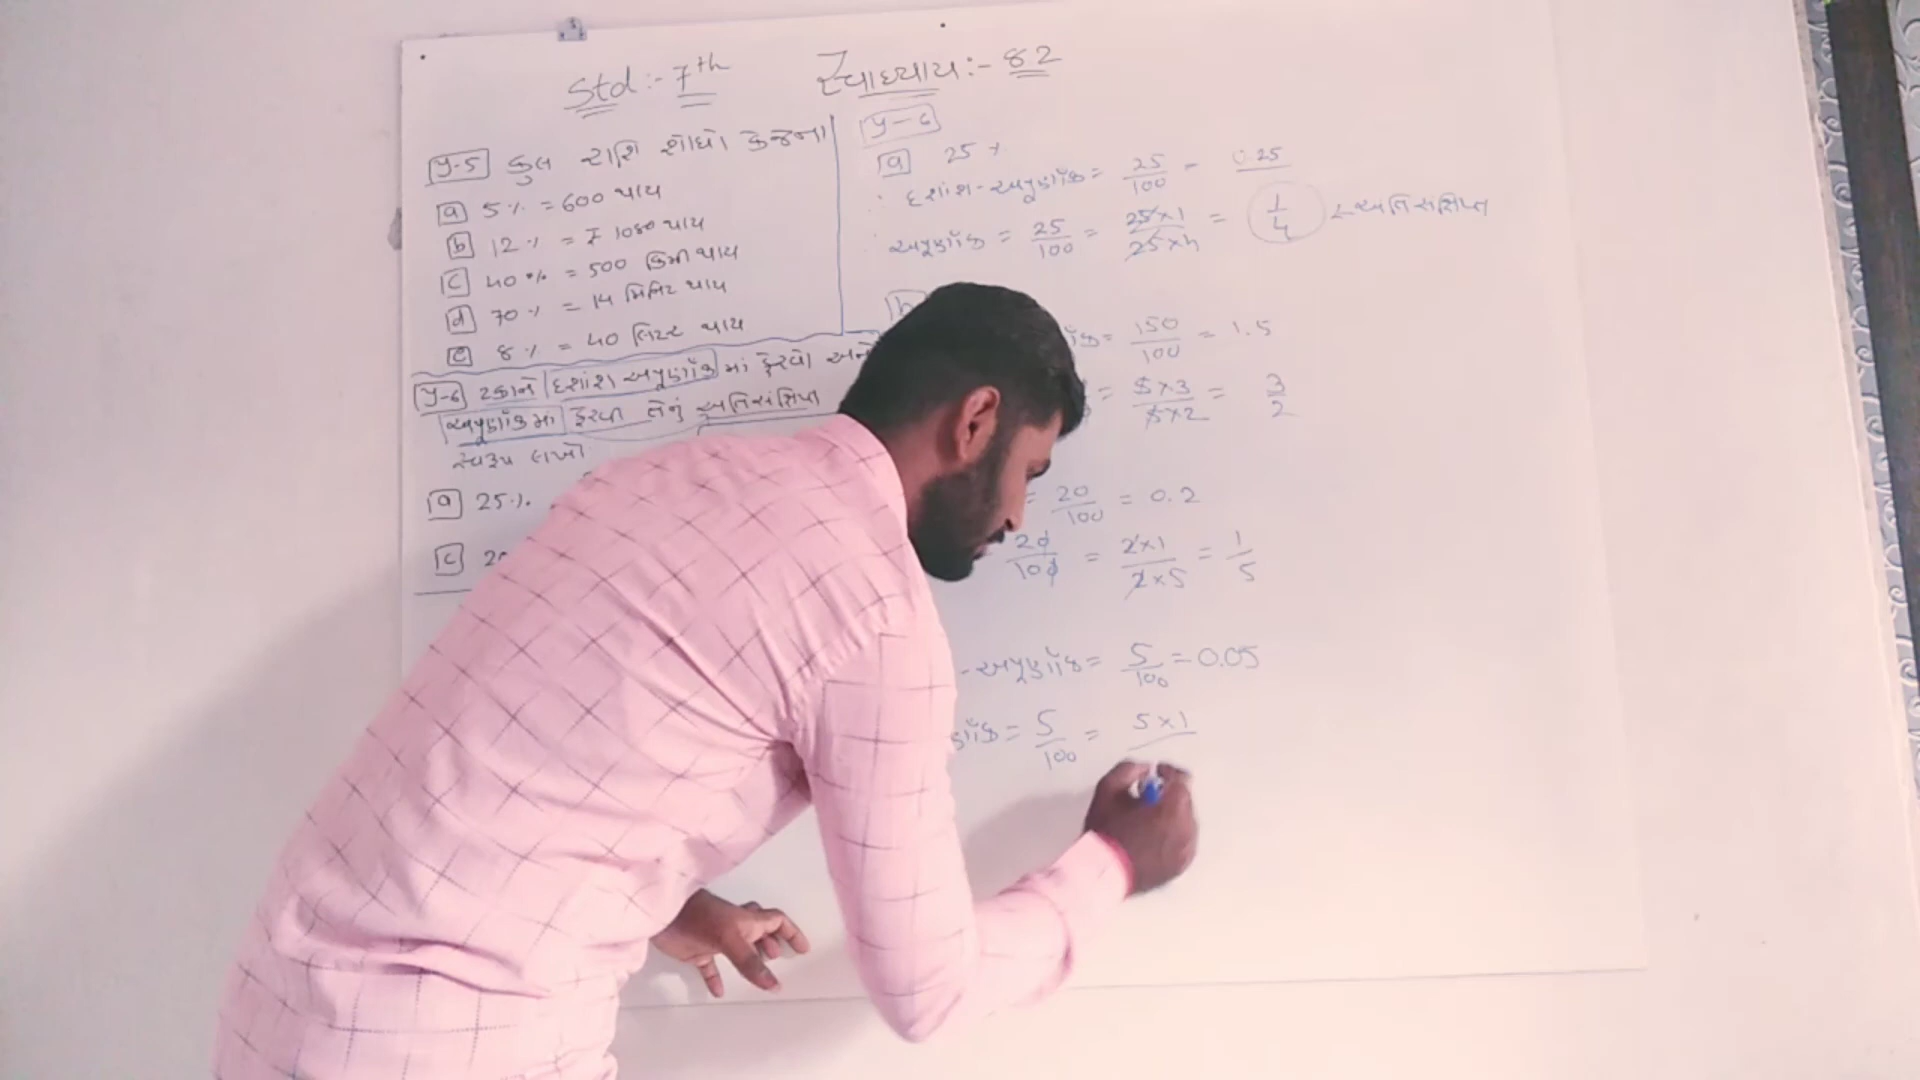 Std :- 7th સ્વાધ્યાય :- 8.2
પ્ર-5 કુલ રાશિ શોધો કે જેના
a 5% = 600 થાય
b 12% = ₹ 1080 થાય
c 40% = 500 કિમી થાય
d 70% = 14 મિનિટ થાય
e 8% = 40 લિટર થાય
પ્ર-6 ટકાને દશાંશ અપૂર્ણાંક માં ફેરવો અને
અપૂર્ણાંકમાં ફેરવી તેનું અતિસંક્ષિપ્ત
સ્વરૂપ લખો
a 25%.
c 20
પ્ર-6
a 25 %
∴ દશાંશ-અપૂર્ણાંક = 25/100 = 0.25
∴ અપૂર્ણાંક = 25/100 = 25×1/25×4 = 1/4 ← અતિસંક્ષિપ્ત
b
= 150/100 = 1.5
= 5×3/5×2 = 3/2
= 20/100 = 0.2
20/100 = 2×1/2×5 = 1/5
-અપૂર્ણાંક = 5/100 = 0.05
ર્ણાંક = 5/100 = 5×1